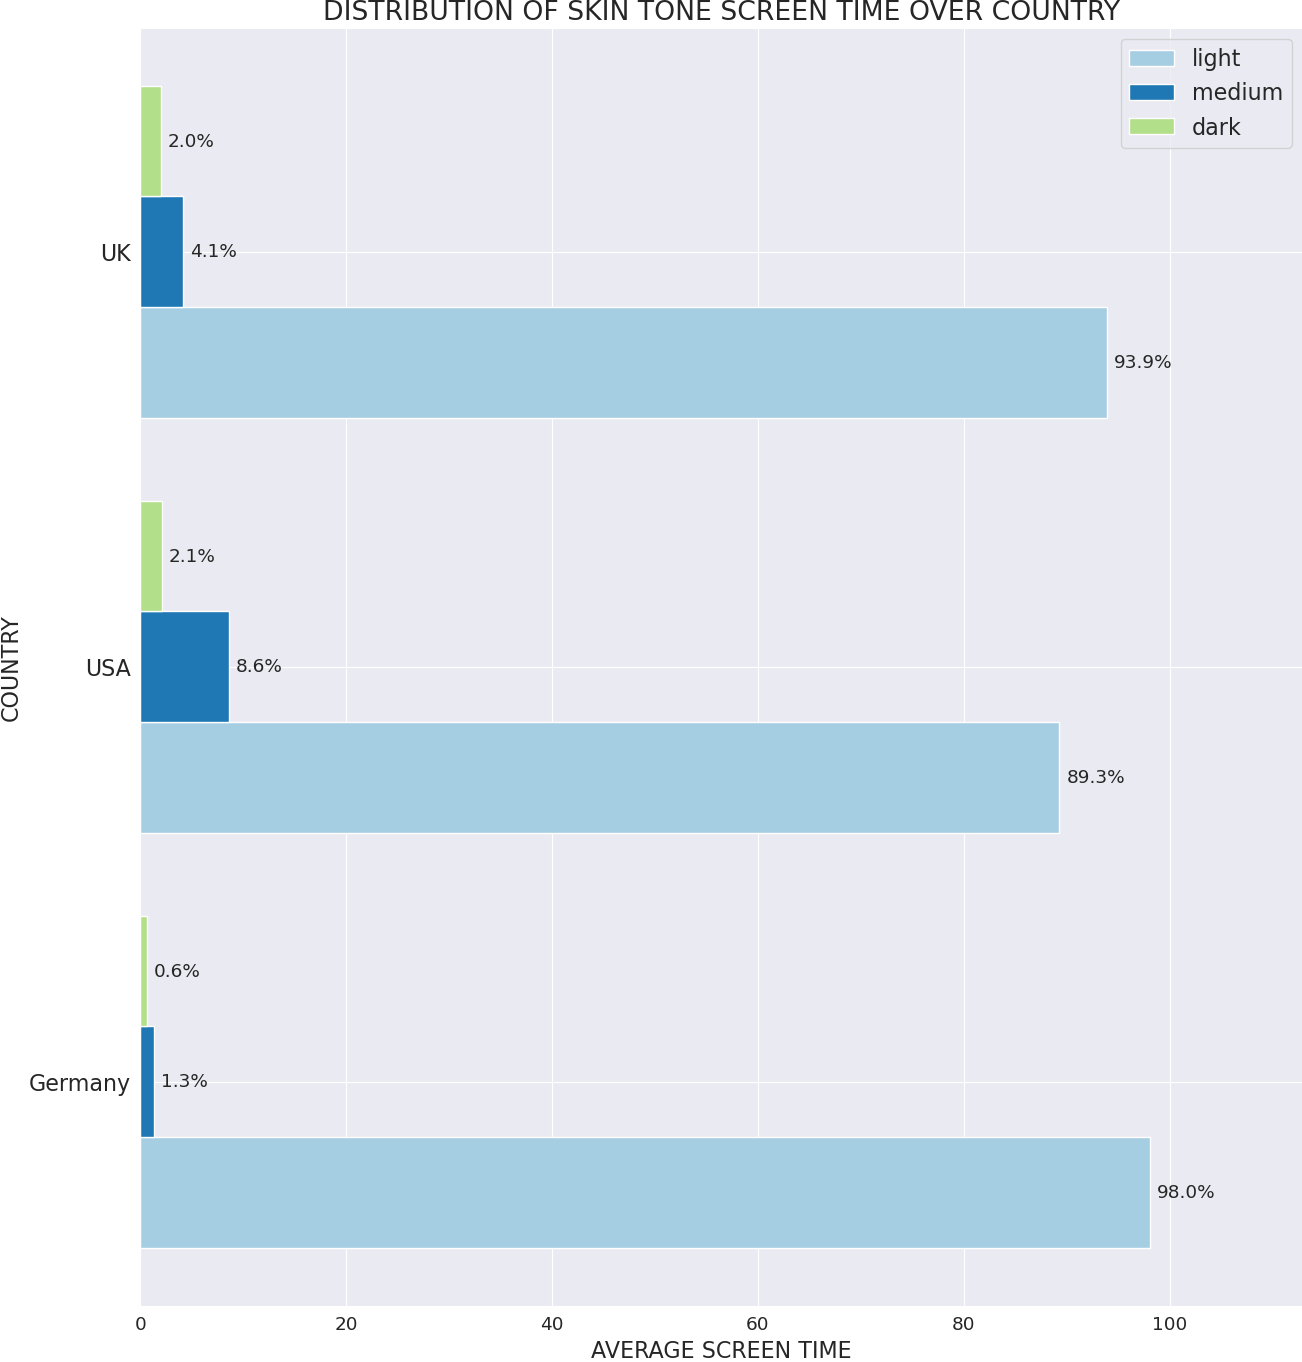 DISTRIBUTION OF SKIN TONE SCREEN TIME OVER COUNTRY
light
medium
dark
2.0%
UK
4.1%
93.9%
2.1%
USA
8.6%
89.3%
COUNTRY
0.6%
Germany
1.3%
98.0%
0
20
40
60
80
100
AVERAGE SCREEN TIME